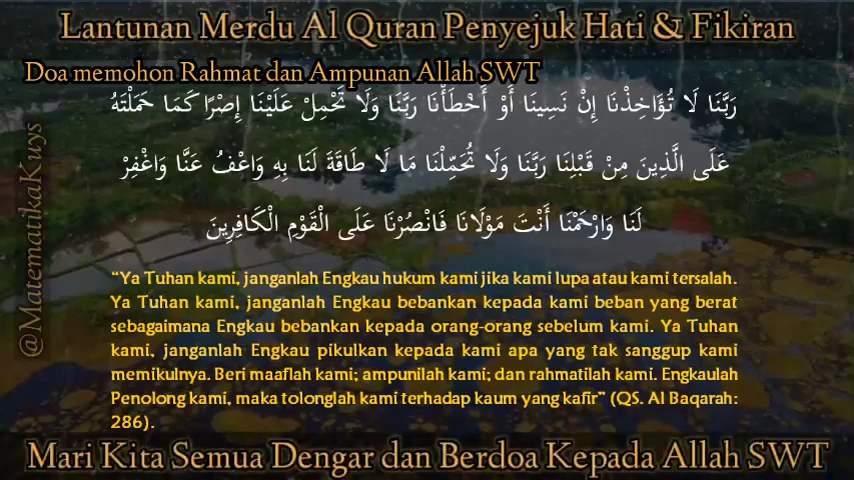 Lantunan Merdu Al Quran Penyejuk Hati & Fikiran
Doa memohon Rahmat dan Ampunan Allah SWT
رَبَّنَا لَا تُؤَاخِذْنَا إِنْ نَسِينَا أَوْ أَخْطَأْنَا رَبَّنَا وَلَا تَحْمِلْ عَلَيْنَا إِصْرًا كَمَا حَمَلْتَهُ
عَلَى الَّذِينَ مِنْ قَبْلِنَا رَبَّنَا وَلَا تُحَمِّلْنَا مَا لَا طَاقَةَ لَنَا بِهِ وَاعْفُ عَنَّا وَاغْفِرْ
لَنَا وَارْحَمْنَا أَنْتَ مَوْلَانَا فَانْصُرْنَا عَلَى الْقَوْمِ الْكَافِرِينَ
“Ya Tuhan kami, janganlah Engkau hukum kami jika kami lupa atau kami tersalah.
Ya Tuhan kami, janganlah Engkau bebankan kepada kami beban yang berat
sebagaimana Engkau bebankan kepada orang-orang sebelum kami. Ya Tuhan
kami, janganlah Engkau pikulkan kepada kami apa yang tak sanggup kami
memikulnya. Beri maaflah kami; ampunilah kami; dan rahmatilah kami. Engkaulah
Penolong kami, maka tolonglah kami terhadap kaum yang kafir” (QS. Al Baqarah:
286).
@MatematikaKuys
Mari Kita Semua Dengar dan Berdoa Kepada Allah SWT